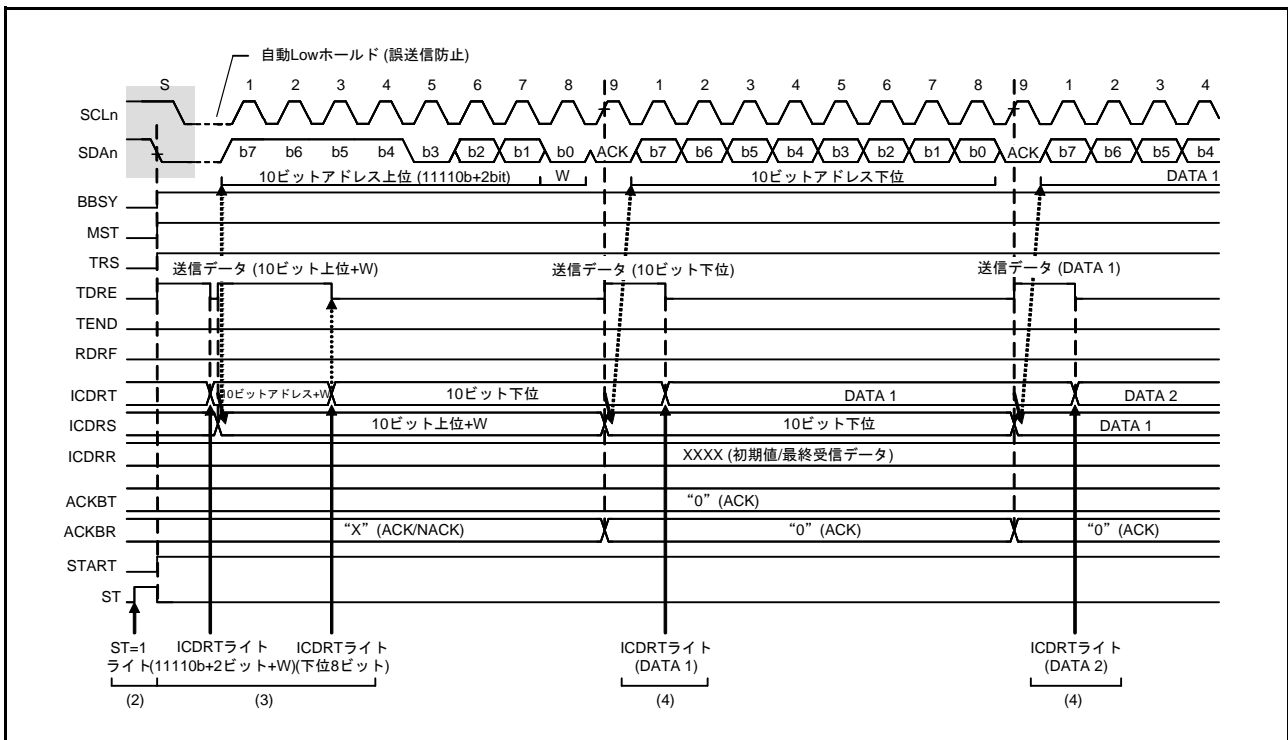 自動Lowホールド (誤送信防止)
S 1 2 3 4 5 6 7 8 9 1 2 3 4 5 6 7 8 9 1 2 3 4
SCLn
SDAn b7 b6 b5 b4 b3 b2 b1 b0 ACK b7 b6 b5 b4 b3 b2 b1 b0 ACK b7 b6 b5 b4
10ビットアドレス上位 (11110b+2bit) W 10ビットアドレス下位 DATA 1
BBSY
MST
TRS
送信データ (10ビット上位+W) 送信データ (10ビット下位) 送信データ (DATA 1)
TDRE
TEND
RDRF
ICDRT 10ビットアドレス+W 10ビット下位 DATA 1 DATA 2
ICDRS 10ビット上位+W 10ビット下位 DATA 1
ICDRR XXXX (初期値/最終受信データ)
ACKBT “0” (ACK)
ACKBR “X” (ACK/NACK) “0” (ACK) “0” (ACK)
START
ST
ST=1 ICDRTライト ICDRTライト ICDRTライト ICDRTライト
ライト (11110b+2ビット+W) (下位8ビット) (DATA 1) (DATA 2)
(2) (3) (4) (4)